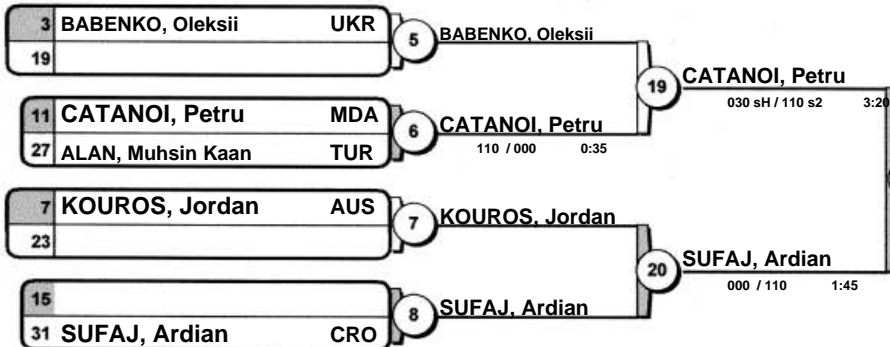 3 BABENKO, Oleksii UKR
19
5
BABENKO, Oleksii
11 CATANOI, Petru MDA
27 ALAN, Muhsin Kaan TUR
6
CATANOI, Petru
110 / 000 0:35
19
CATANOI, Petru
030 sH / 110 s2 3:20
7 KOUROS, Jordan AUS
23
7
KOUROS, Jordan
15
31 SUFAJ, Ardian CRO
8
SUFAJ, Ardian
20
SUFAJ, Ardian
000 / 110 1:45